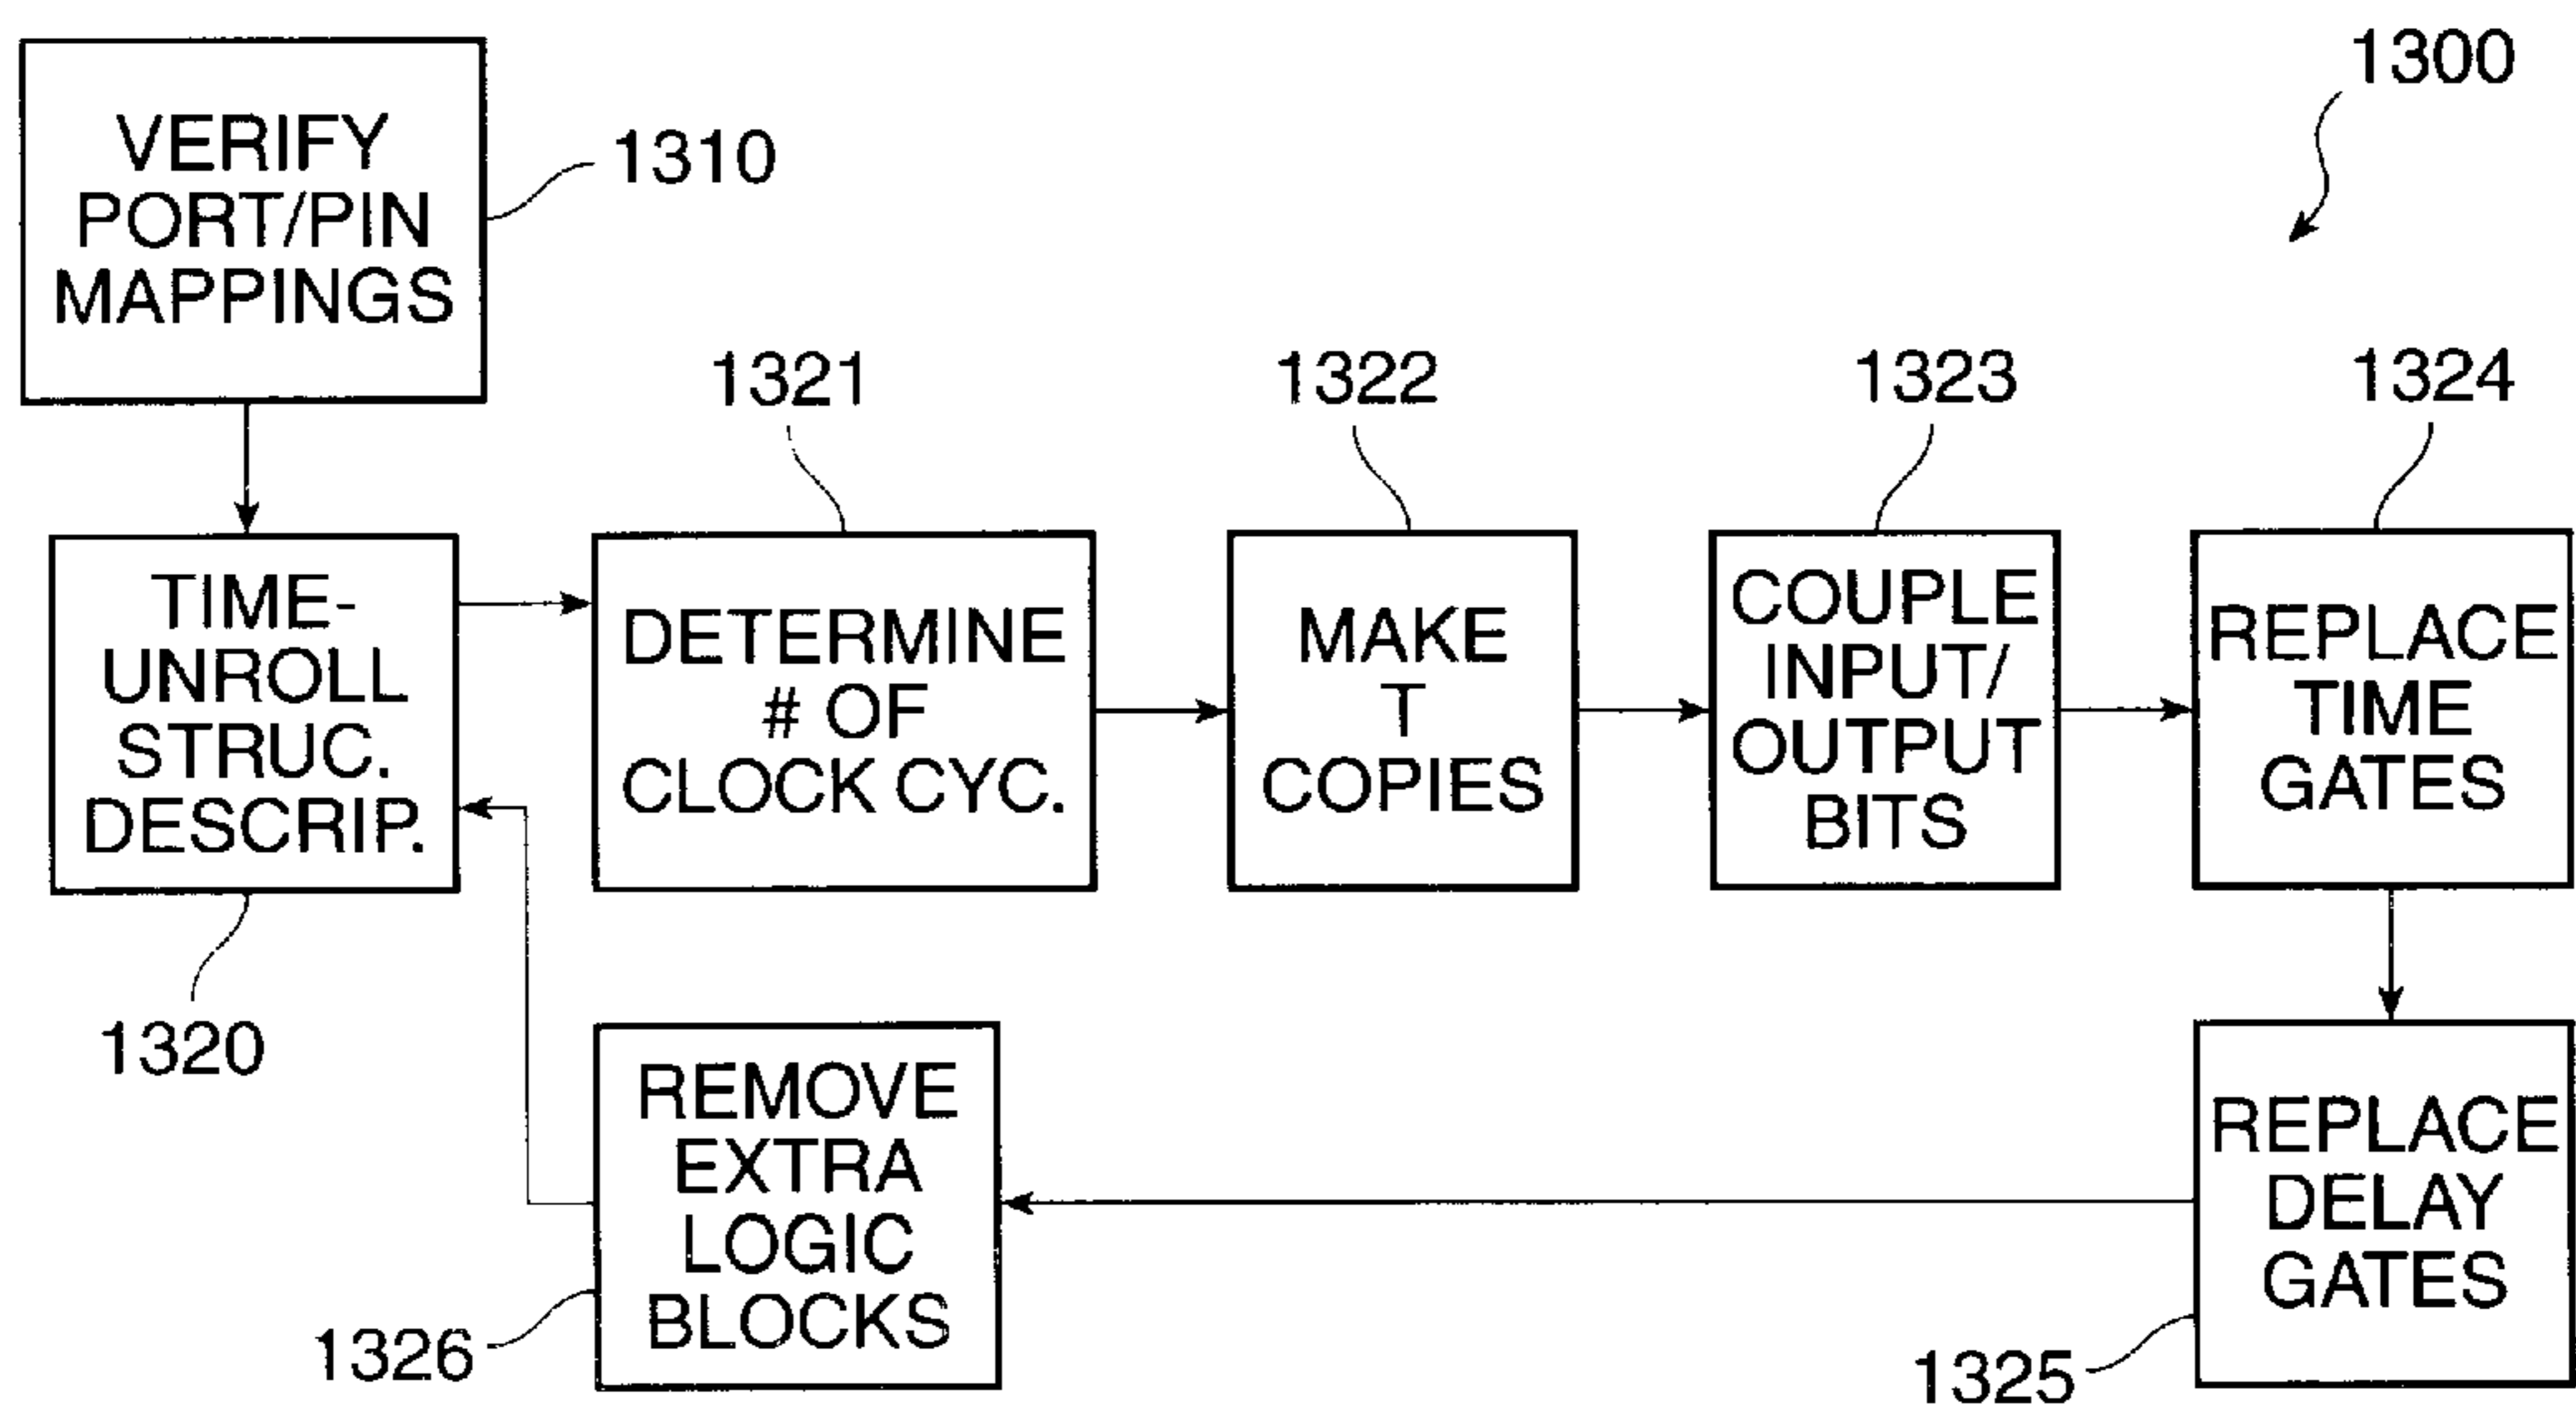 1300
VERIFY
PORT/PIN
MAPPINGS
1310
1321
1322
1323
1324
TIME-
UNROLL
STRUC.
DESCRIP.
DETERMINE
# OF
CLOCK CYC.
MAKE
T
COPIES
COUPLE
INPUT/
OUTPUT
BITS
REPLACE
TIME
GATES
1320
REMOVE
EXTRA
LOGIC
BLOCKS
1326
REPLACE
DELAY
GATES
1325